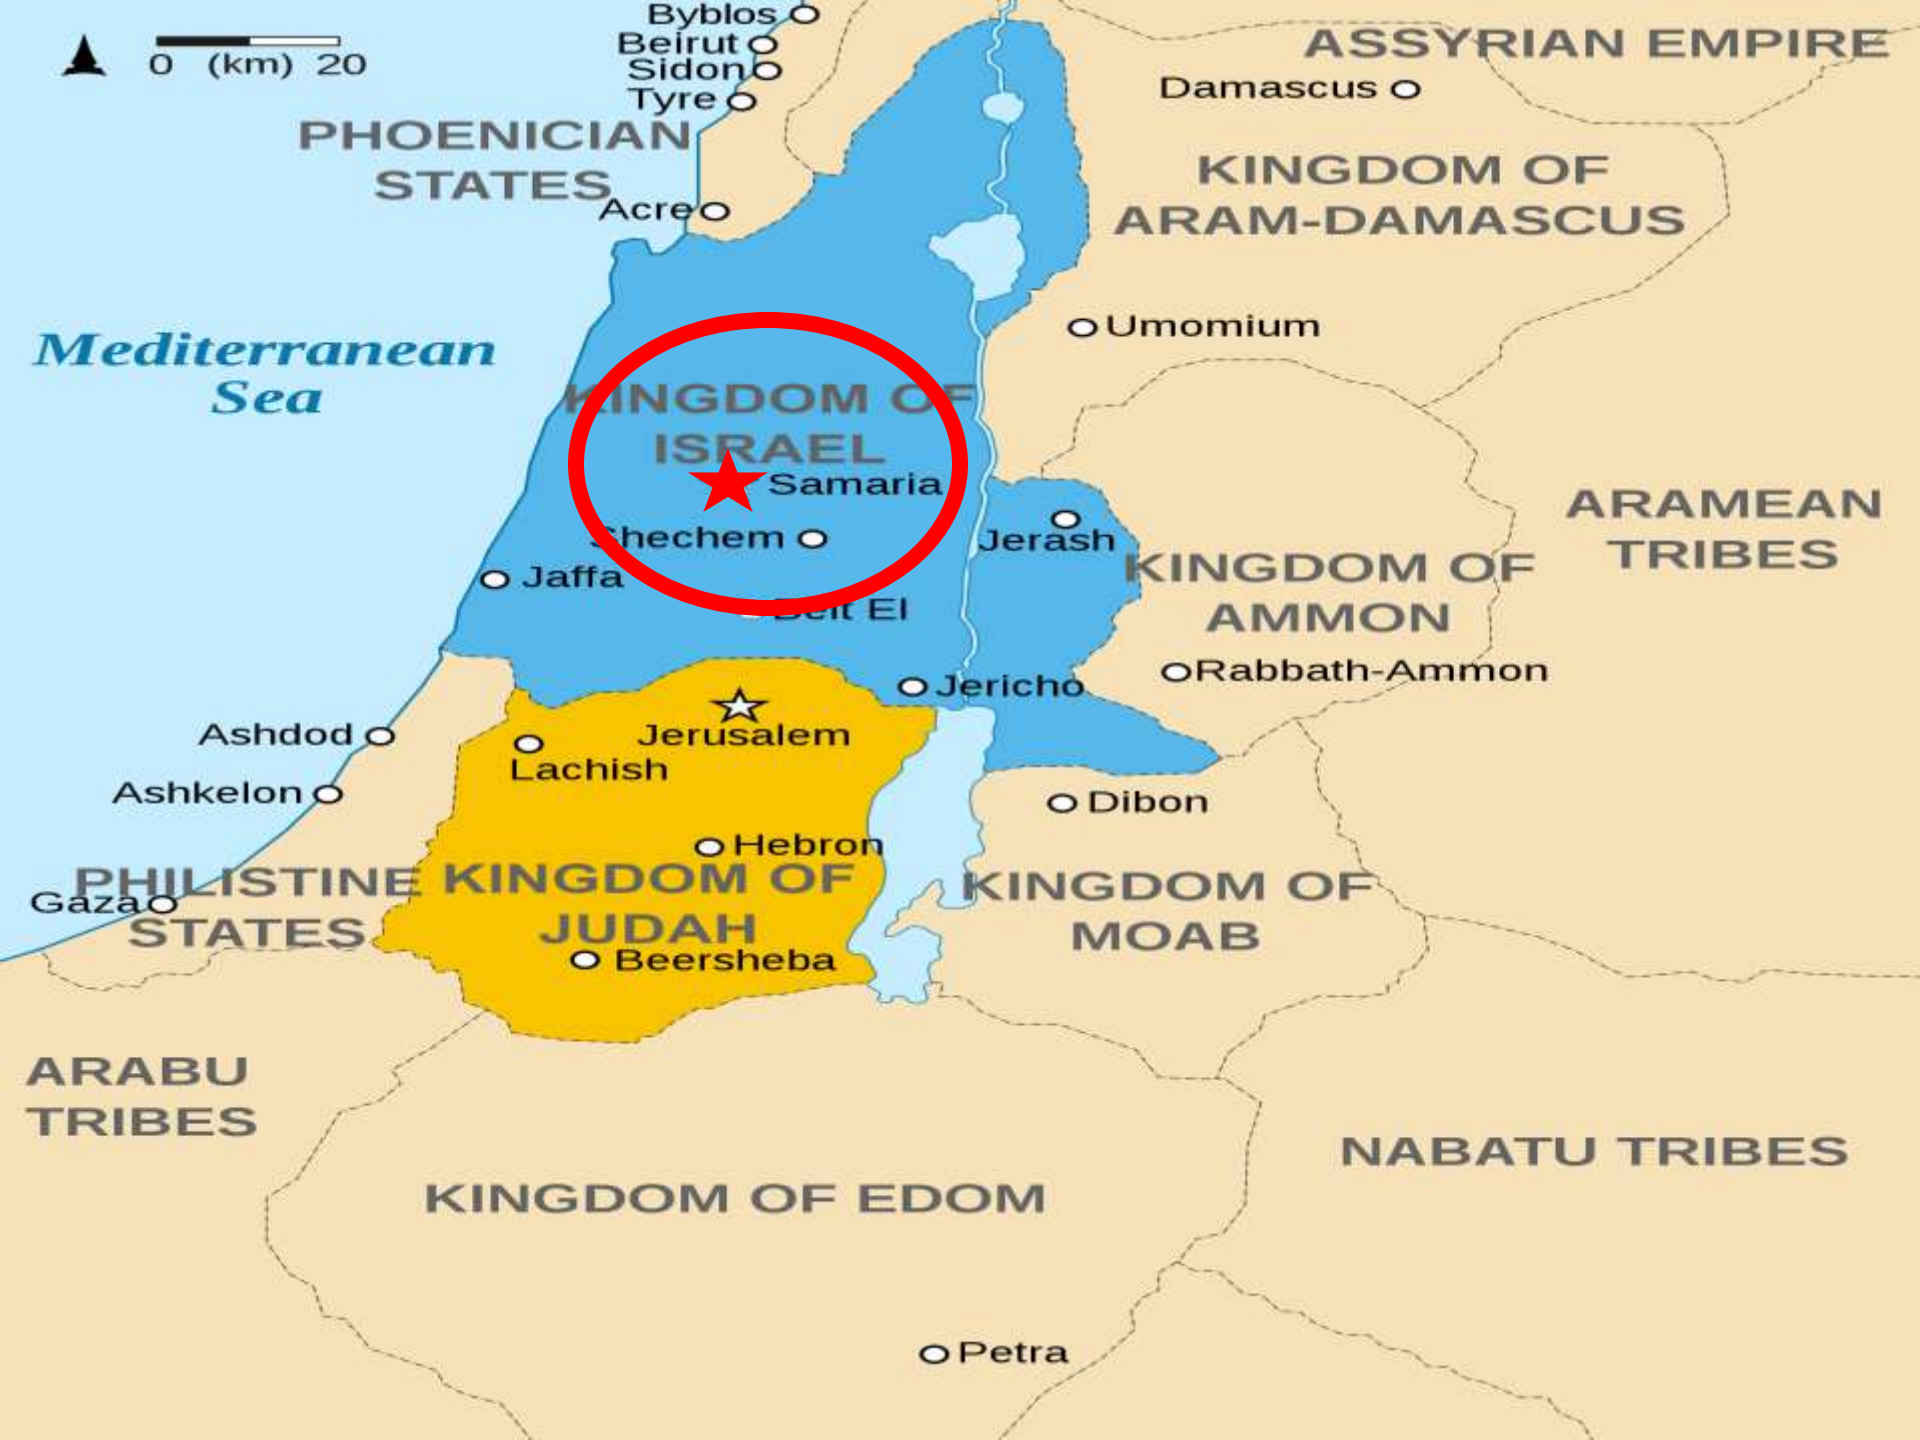 Byblos
Beirut
Sidon
Tyre
0 (km) 20
ASSYRIAN EMPIRE
Damascus
PHOENICIAN
STATES
Acre
KINGDOM OF
ARAM-DAMASCUS
Mediterranean
Sea
Umomium
KINGDOM OF
ISRAEL
Samaria
Shechem
Jaffa
Beit El
Jerash
ARAMEAN
TRIBES
KINGDOM OF
AMMON
Rabbath-Ammon
Jericho
Jerusalem
Lachish
Ashdod
Ashkelon
Dibon
Hebron
PHILISTINE
STATES
Gaza
KINGDOM OF
JUDAH
Beersheba
KINGDOM OF
MOAB
ARABU
TRIBES
NABATU TRIBES
KINGDOM OF EDOM
Petra